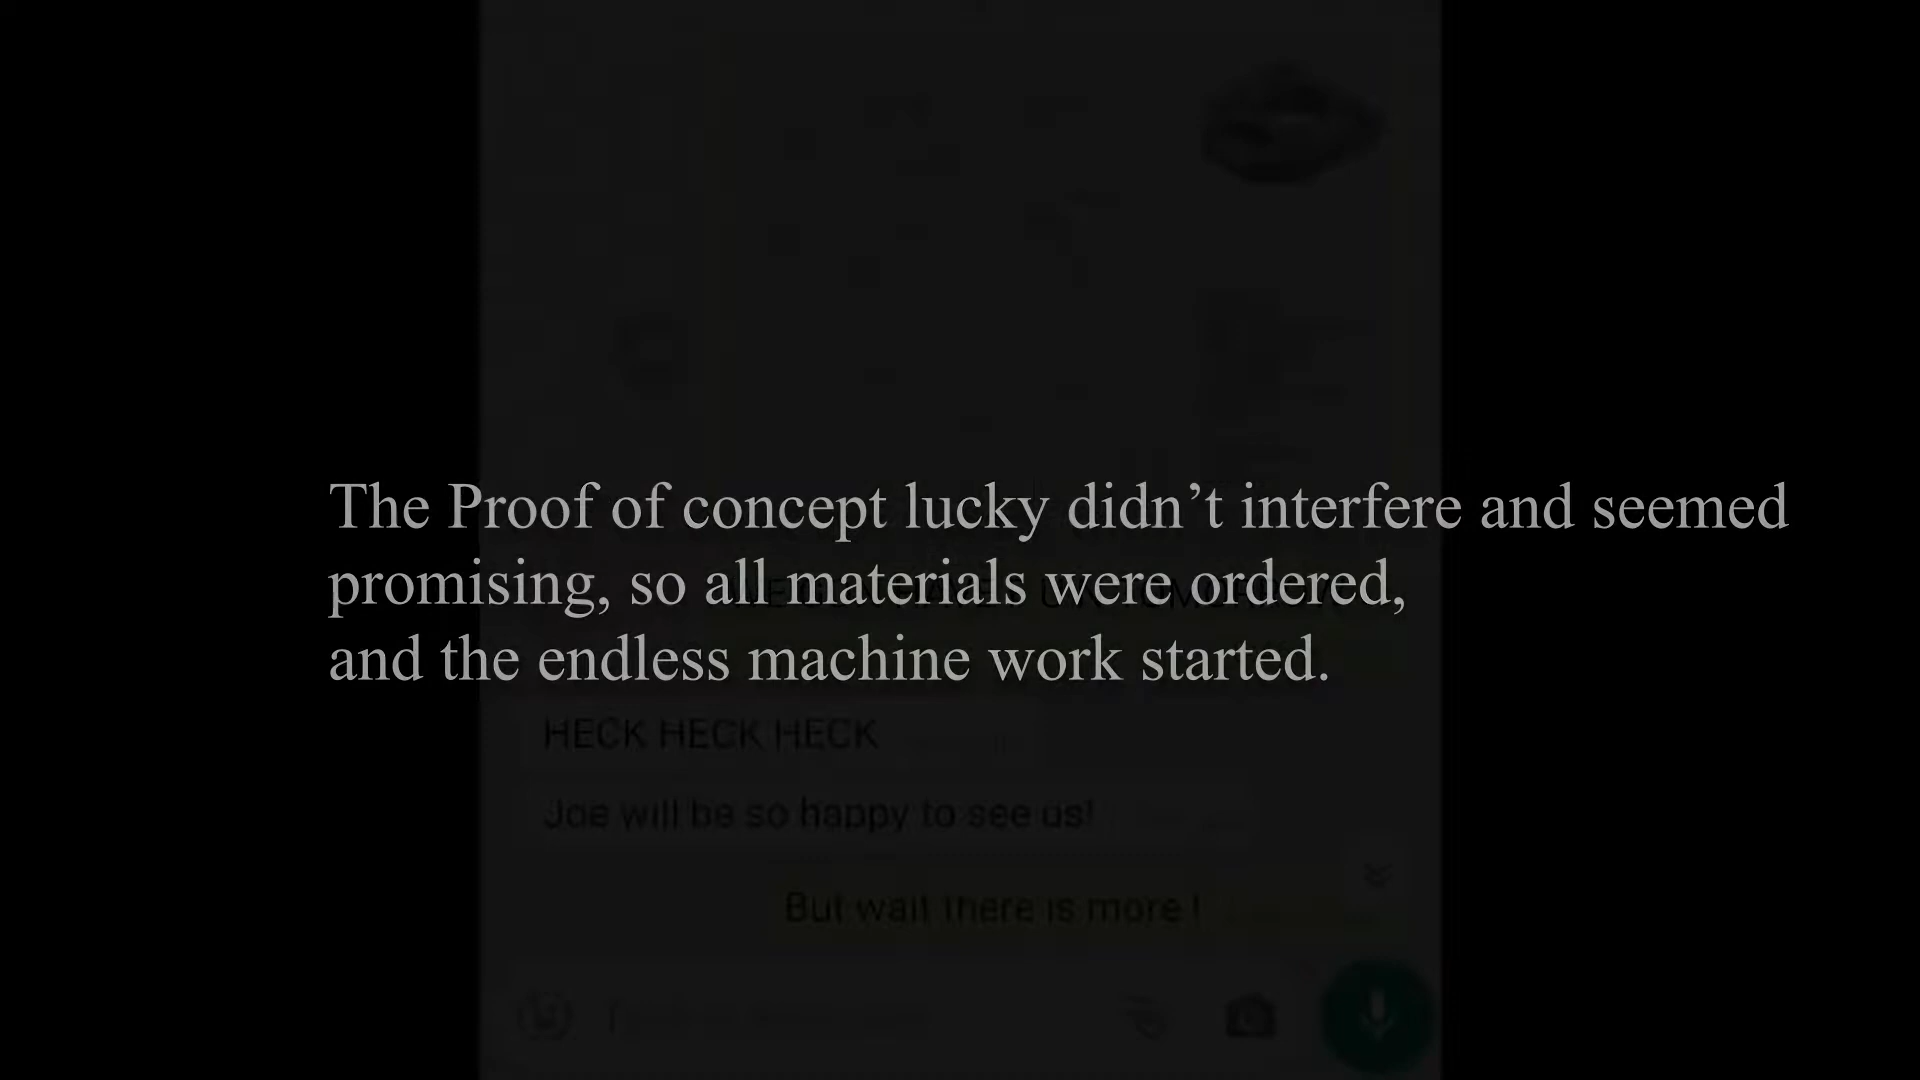 The Proof of concept lucky didn’t interfere and seemed
promising, so all materials were ordered,
and the endless machine work started.
HECK HECK HECK
Joe will be so happy to see us!
But wait there is more !